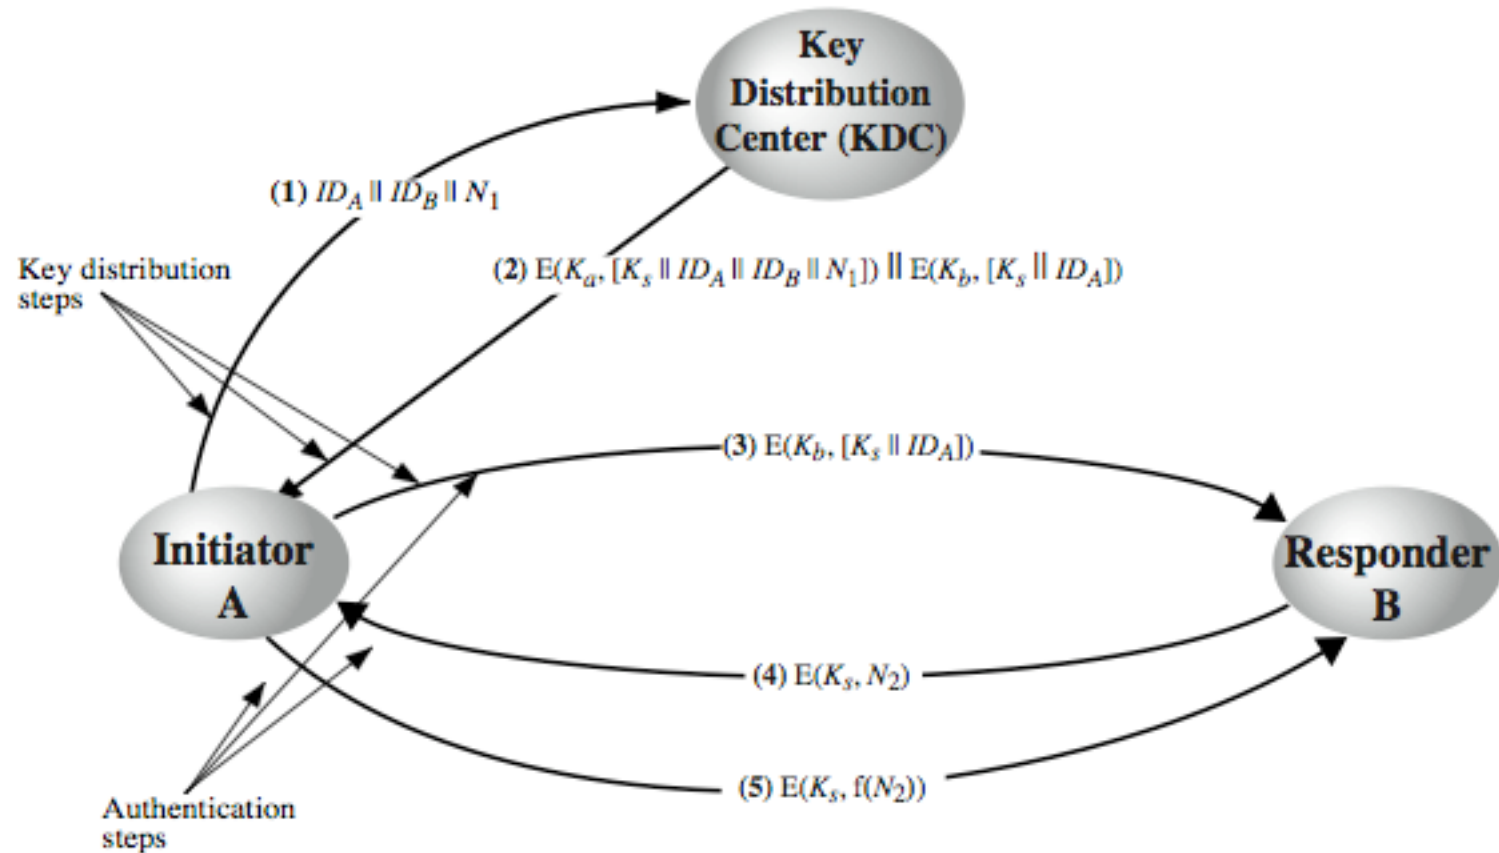 Key
Distribution
Center (KDC)
(1) ID_A || ID_B || N_1
Key distribution
steps
(2) E(K_a, [K_s || ID_A || ID_B || N_1]) || E(K_b, [K_s || ID_A])
(3) E(K_b, [K_s || ID_A])
Initiator
A
Responder
B
(4) E(K_s, N_2)
(5) E(K_s, f(N_2))
Authentication
steps